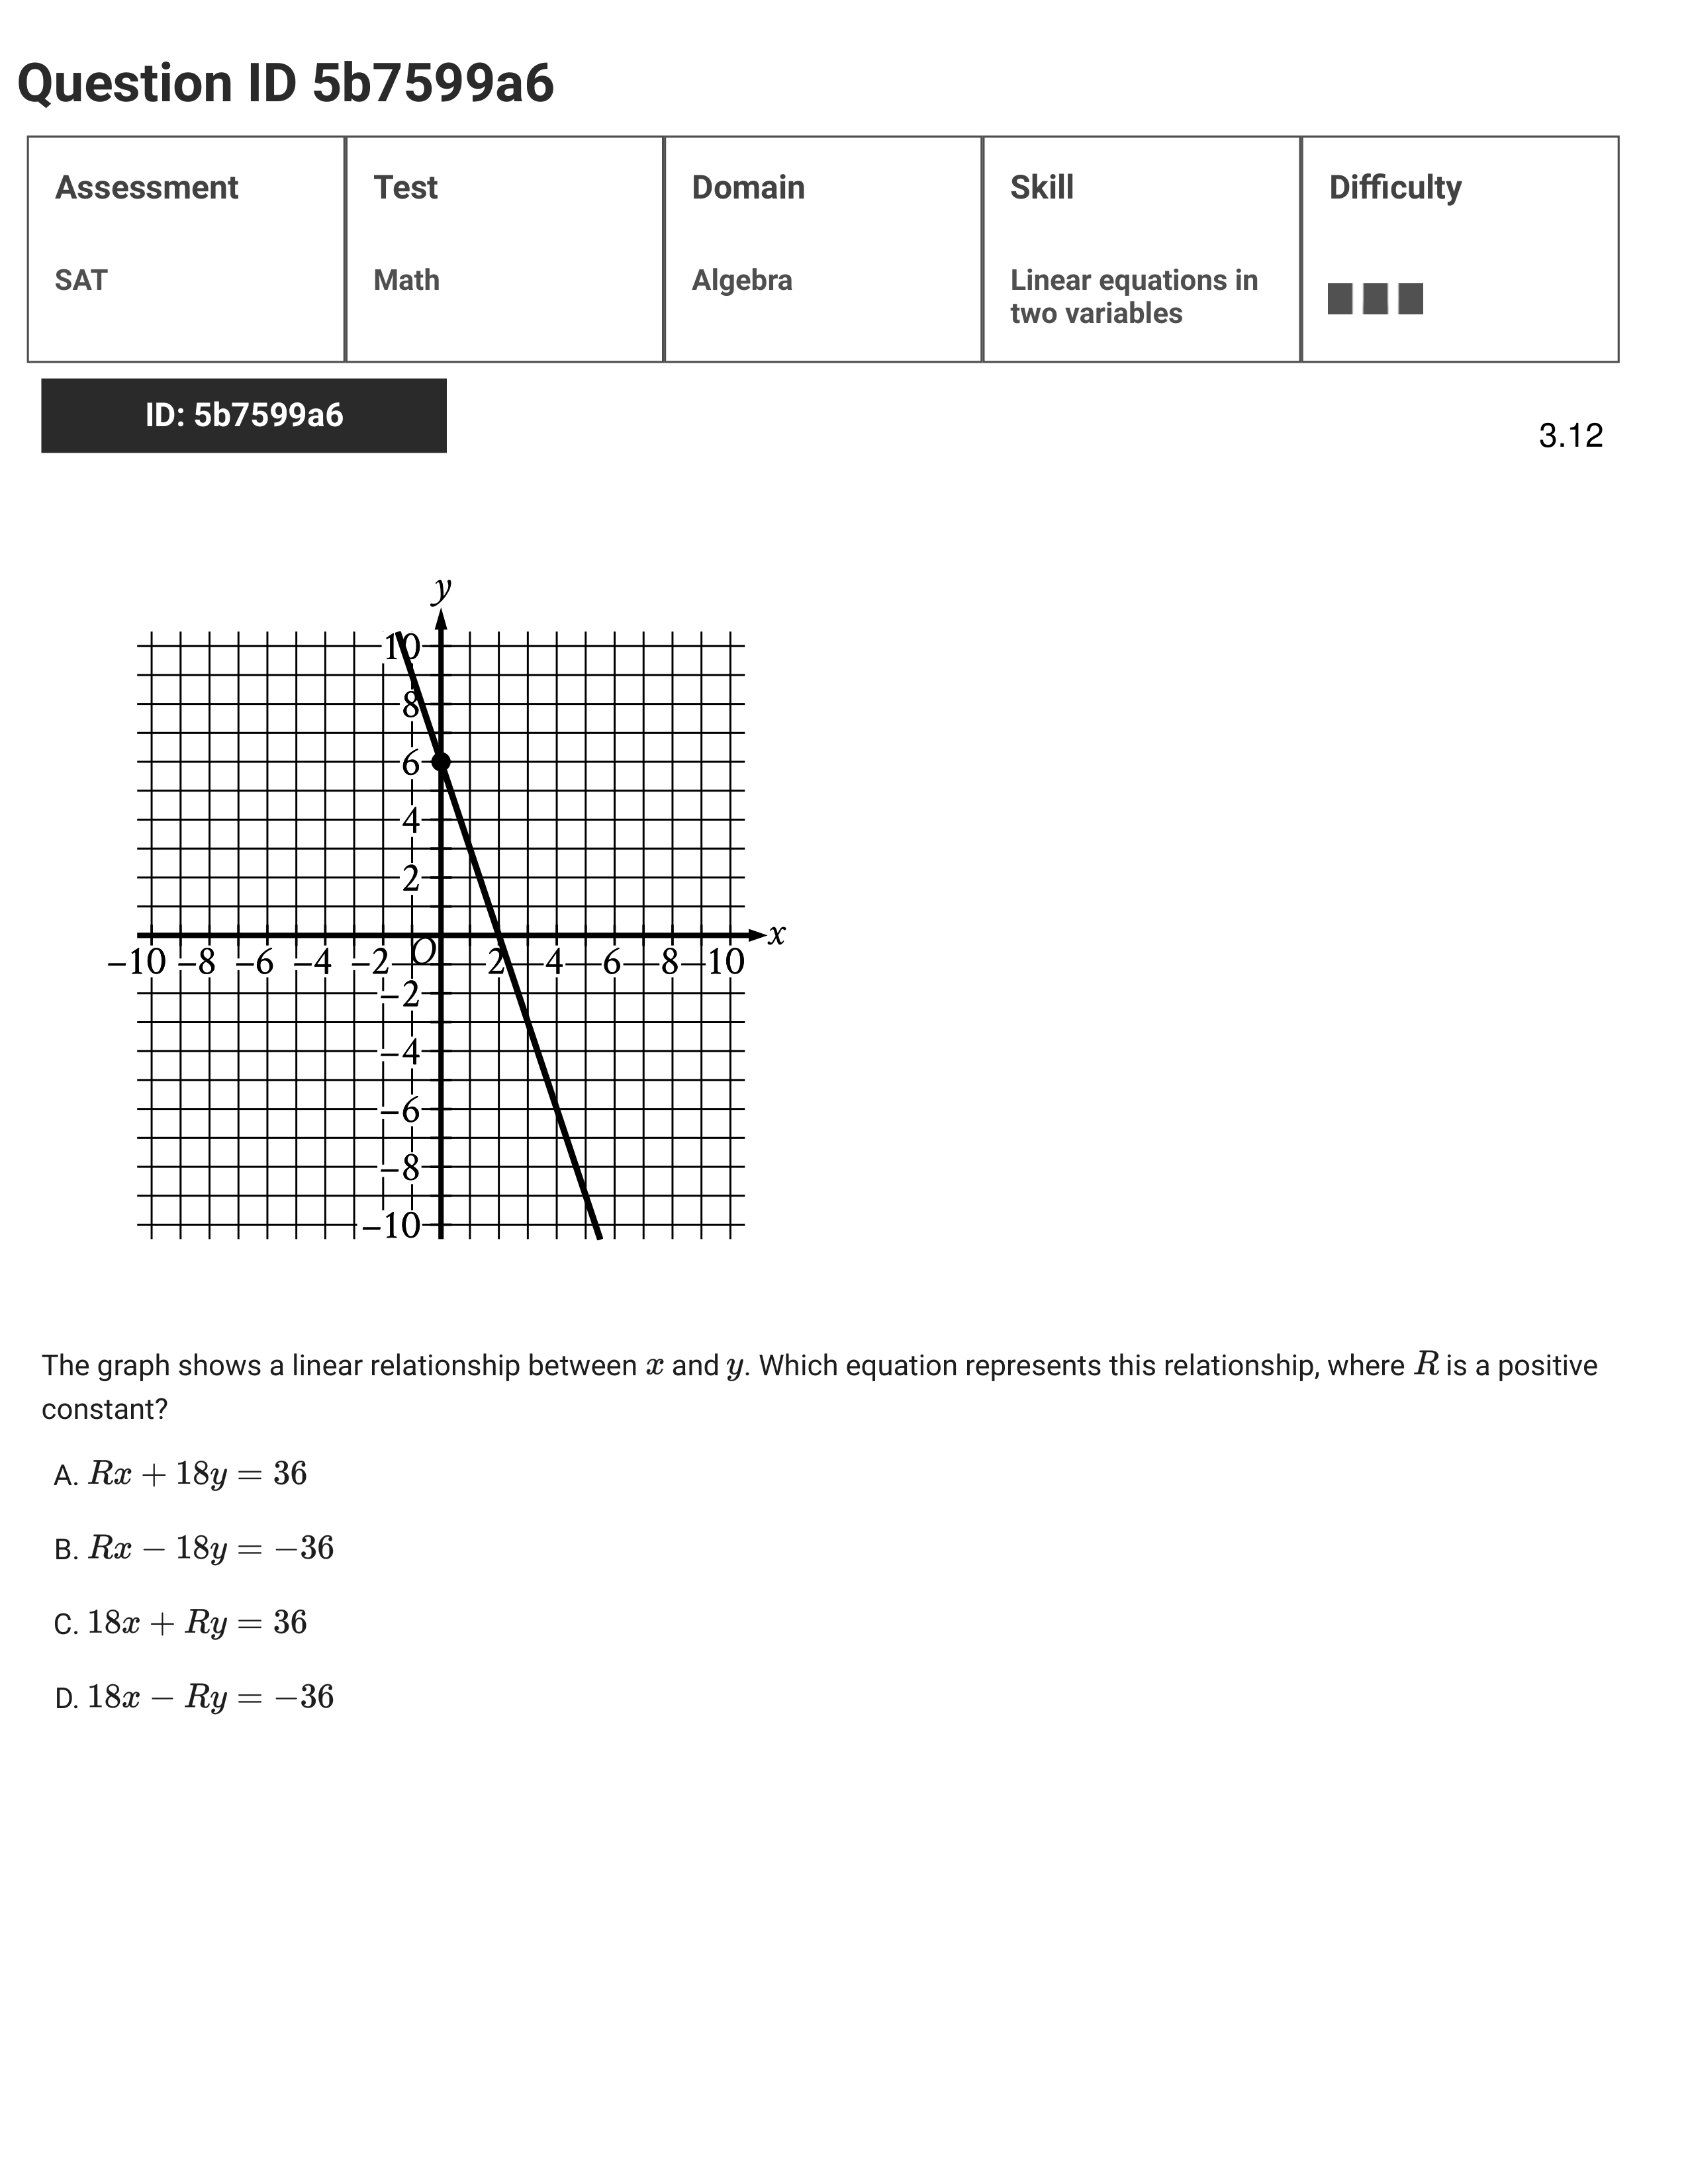 Question ID 5b7599a6
Assessment Test Domain Skill Difficulty
SAT Math Algebra Linear equations in
two variables
ID: 5b7599a6
3.12
y
10
8
6
4
2
x
−10 −8 −6 −4 −2 O 2 4 6 8 10
−2
−4
−6
−8
−10
The graph shows a linear relationship between x and y. Which equation represents this relationship, where R is a positive
constant?
A. Rx + 18y = 36
B. Rx − 18y = −36
C. 18x + Ry = 36
D. 18x − Ry = −36